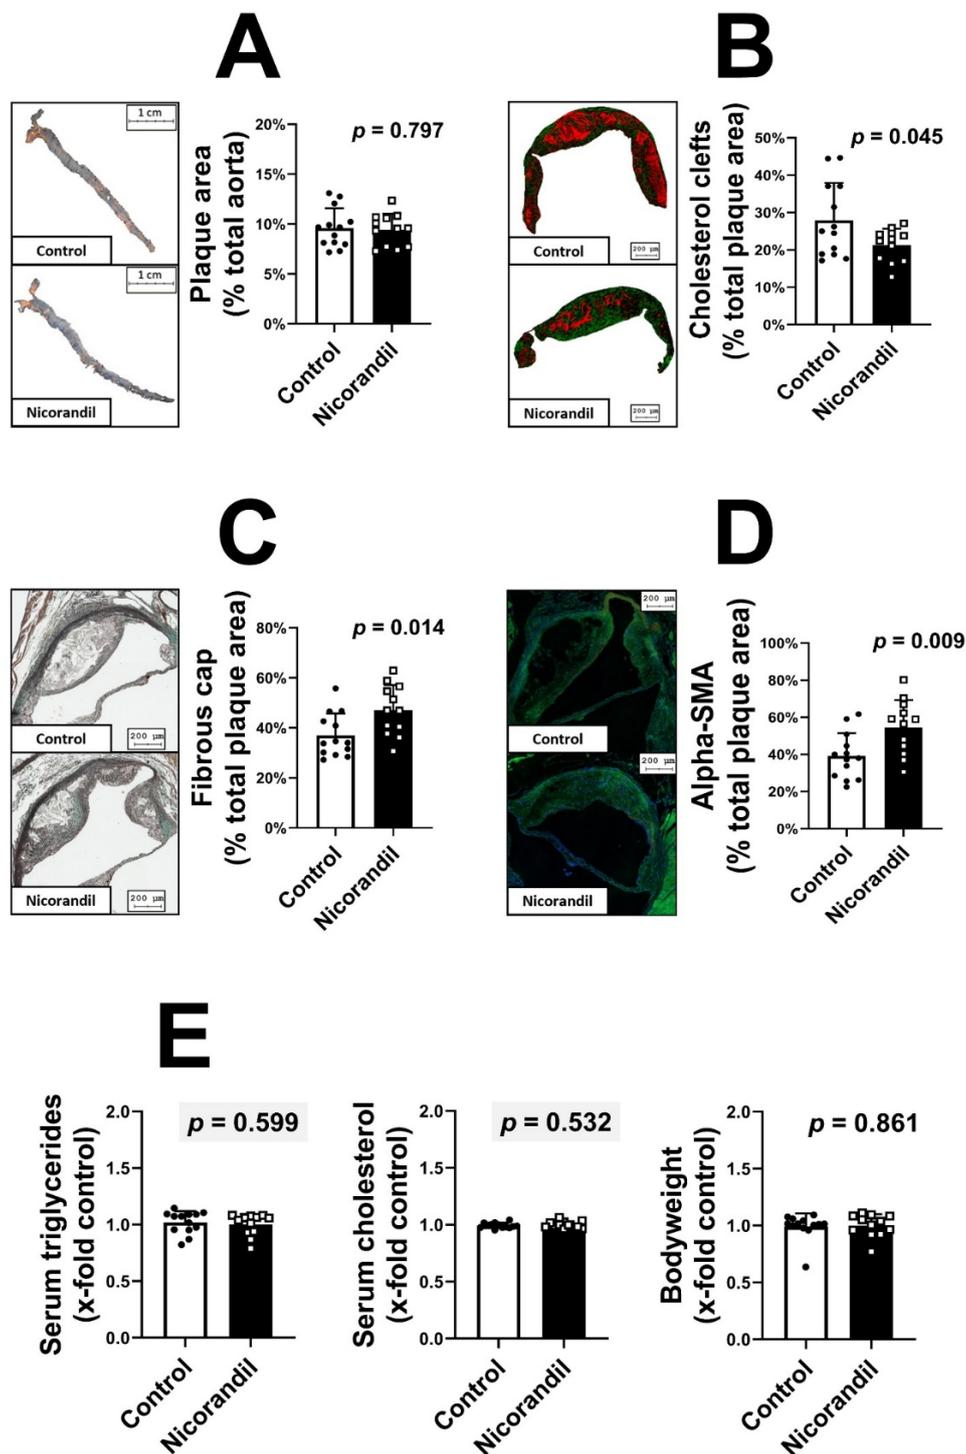 A
1 cm
Control
1 cm
Nicorandil
Plaque area
(% total aorta)
20%
15%
10%
5%
0%
p = 0.797
Control
Nicorandil
B
200 μm
Control
200 μm
Nicorandil
Cholesterol clefts
(% total plaque area)
50%
40%
30%
20%
10%
0%
p = 0.045
Control
Nicorandil
C
Control
200 μm
Nicorandil
200 μm
Fibrous cap
(% total plaque area)
80%
60%
40%
20%
0%
p = 0.014
Control
Nicorandil
D
200 μm
Control
200 μm
Nicorandil
Alpha-SMA
(% total plaque area)
100%
80%
60%
40%
20%
0%
p = 0.009
Control
Nicorandil
E
Serum triglycerides
(x-fold control)
2.0
1.5
1.0
0.5
0.0
p = 0.599
Control
Nicorandil
Serum cholesterol
(x-fold control)
2.0
1.5
1.0
0.5
0.0
p = 0.532
Control
Nicorandil
Bodyweight
(x-fold control)
2.0
1.5
1.0
0.5
0.0
p = 0.861
Control
Nicorandil